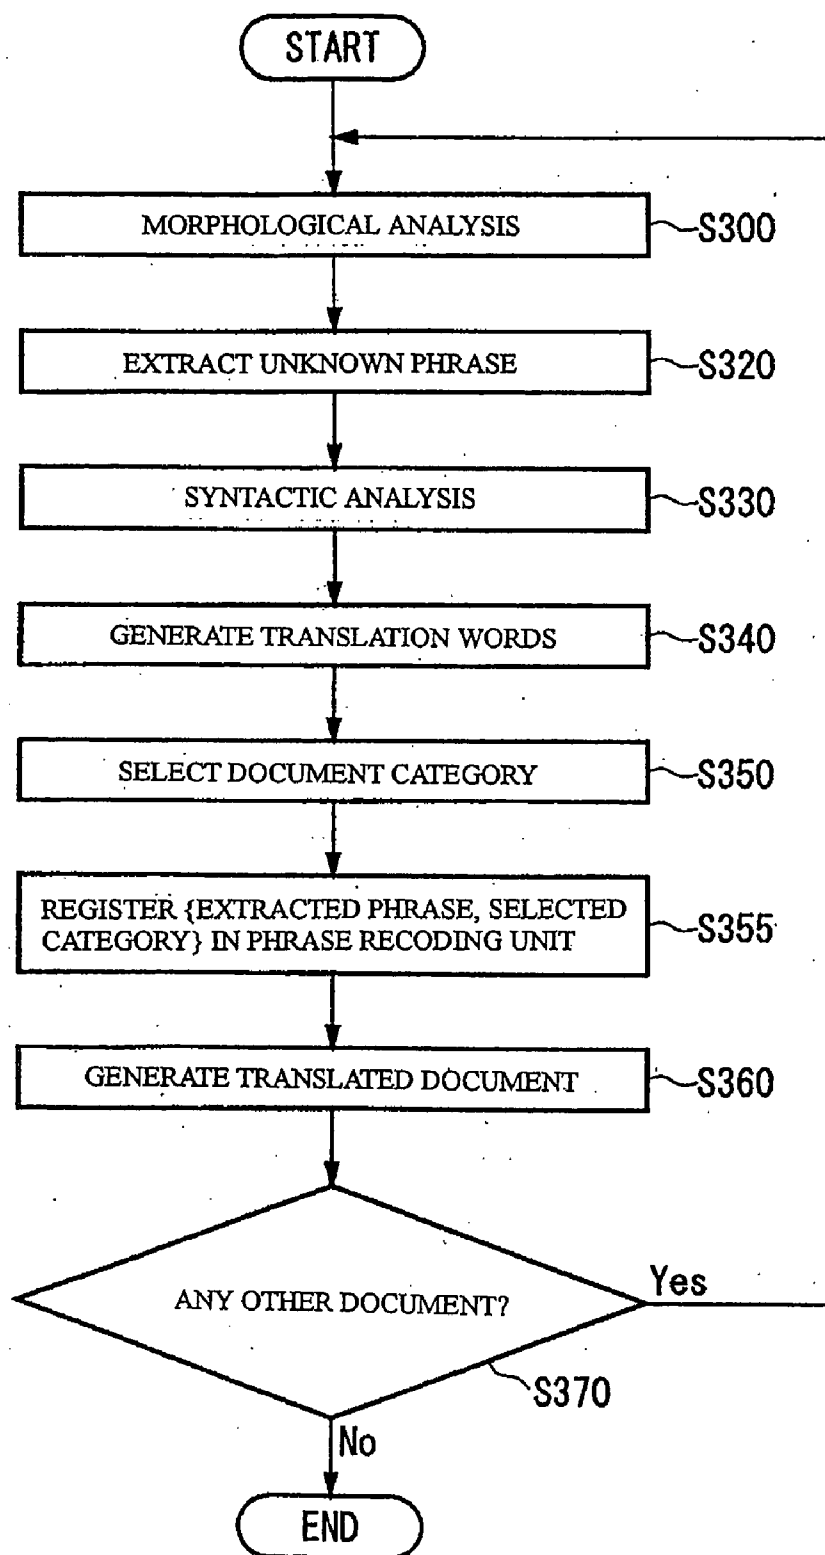 START
MORPHOLOGICAL ANALYSIS
S300
EXTRACT UNKNOWN PHRASE
S320
SYNTACTIC ANALYSIS
S330
GENERATE TRANSLATION WORDS
S340
SELECT DOCUMENT CATEGORY
S350
REGISTER {EXTRACTED PHRASE, SELECTED
CATEGORY} IN PHRASE RECODING UNIT
S355
GENERATE TRANSLATED DOCUMENT
S360
ANY OTHER DOCUMENT?
Yes
S370
No
END